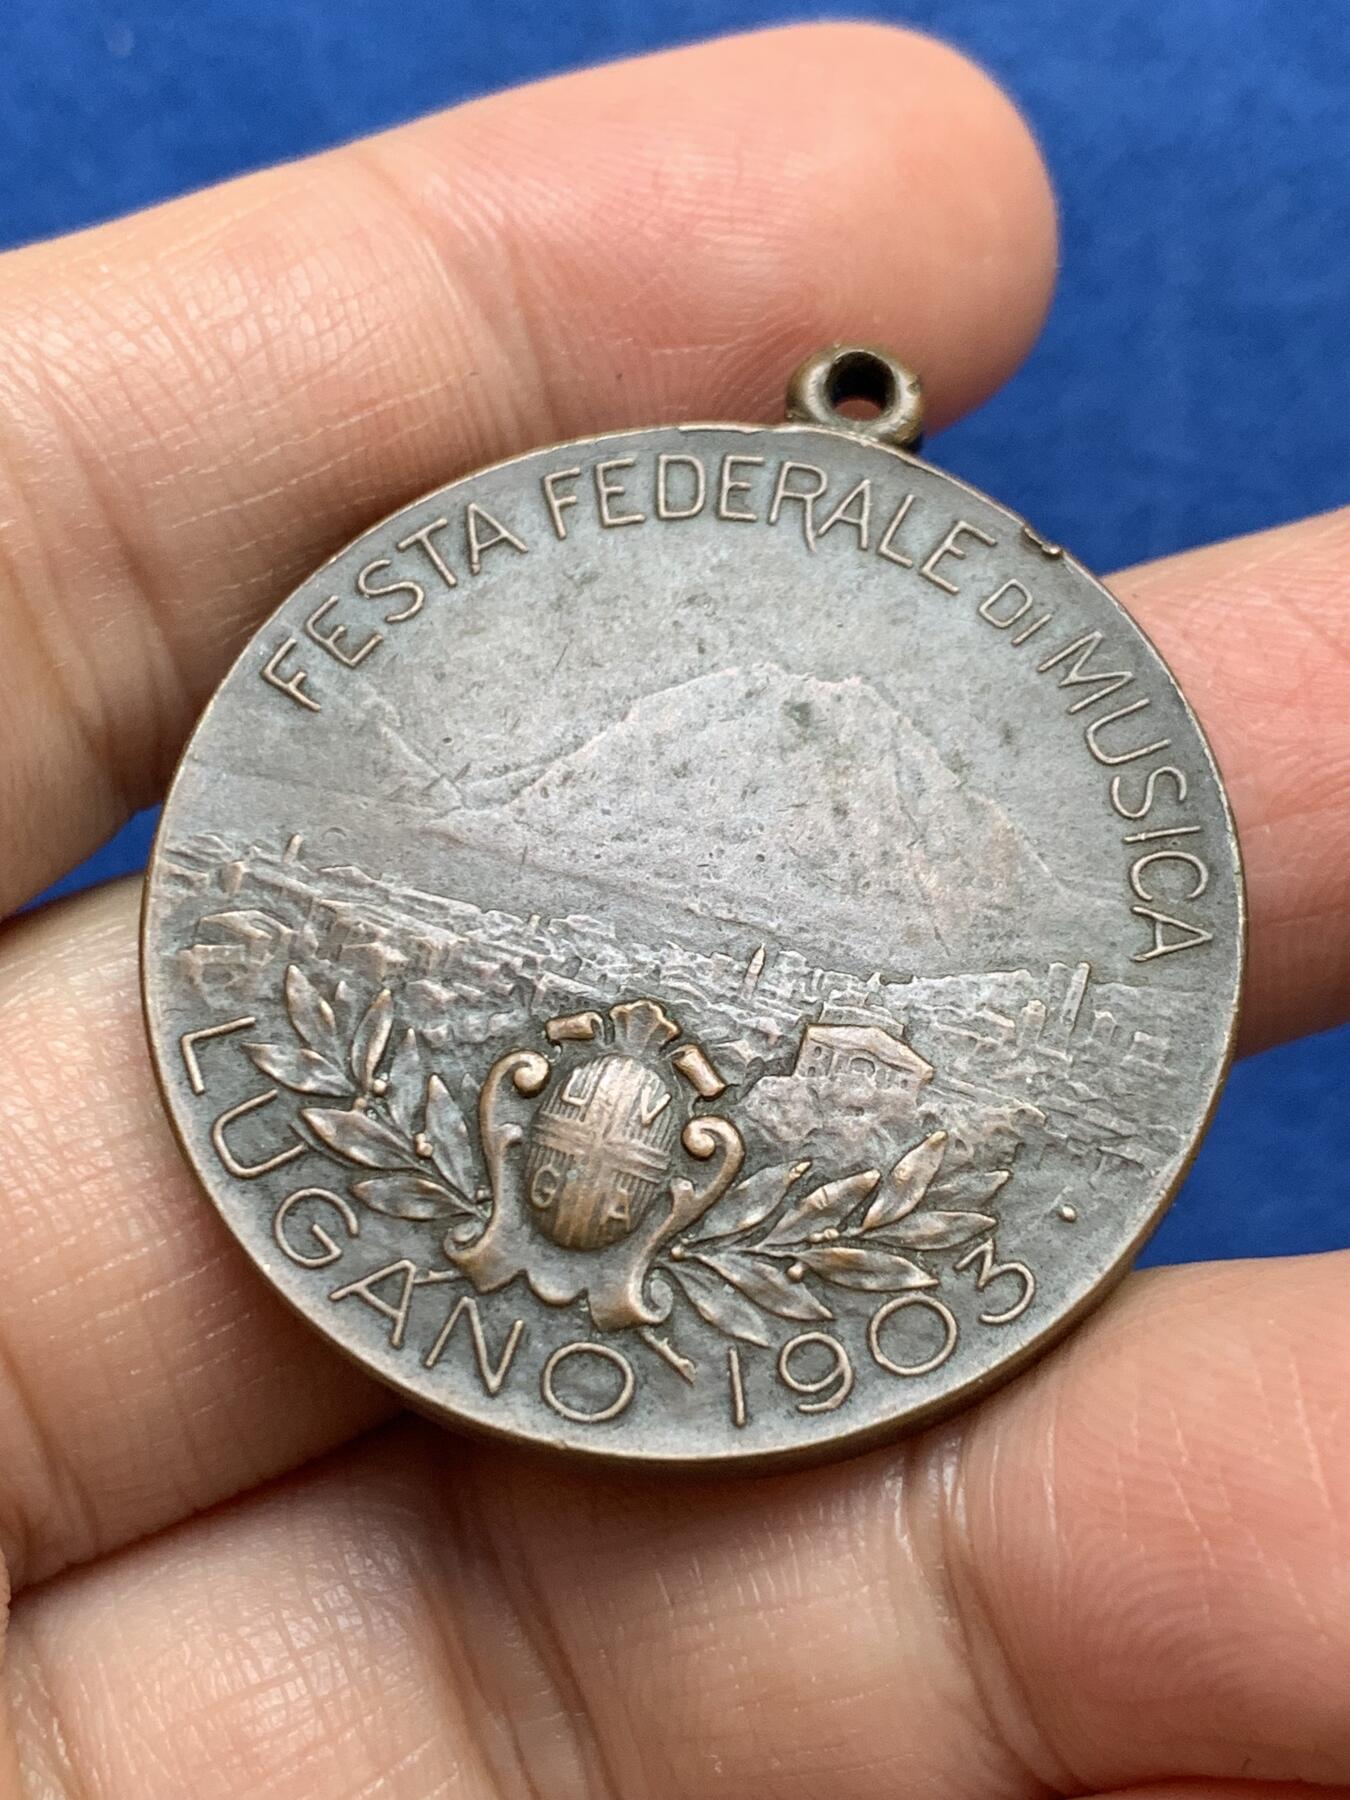 FESTA FEDERALE DI MUSICA
L V
G A
LUGANO 1903